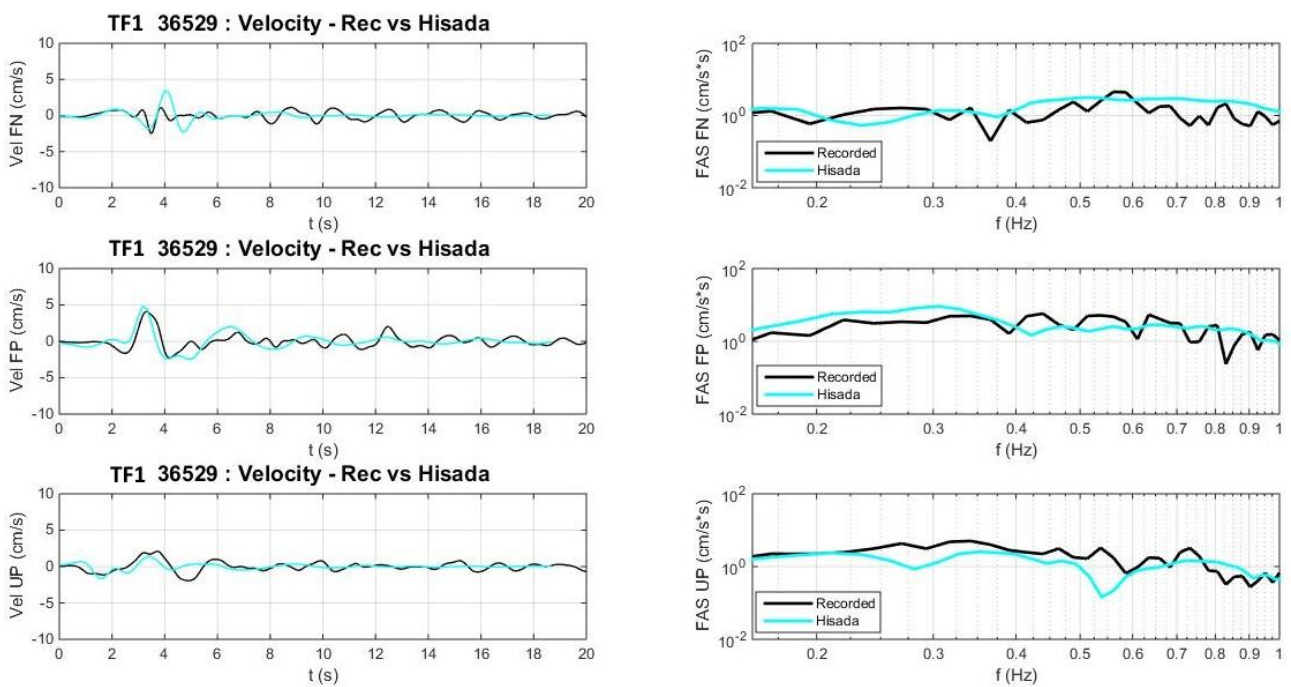 TF1 36529 : Velocity - Rec vs Hisada
Vel FN (cm/s)
10
5
0
-5
-10
0 2 4 6 8 10 12 14 16 18 20
t (s)
FAS FN (cm/s*s)
10^2
10^0
10^-2
Recorded
Hisada
0.2 0.3 0.4 0.5 0.6 0.7 0.8 0.9 1
f (Hz)
TF1 36529 : Velocity - Rec vs Hisada
Vel FP (cm/s)
10
5
0
-5
-10
0 2 4 6 8 10 12 14 16 18 20
t (s)
FAS FP (cm/s*s)
10^2
10^0
10^-2
Recorded
Hisada
0.2 0.3 0.4 0.5 0.6 0.7 0.8 0.9 1
f (Hz)
TF1 36529 : Velocity - Rec vs Hisada
Vel UP (cm/s)
10
5
0
-5
-10
0 2 4 6 8 10 12 14 16 18 20
t (s)
FAS UP (cm/s*s)
10^2
10^0
10^-2
Recorded
Hisada
0.2 0.3 0.4 0.5 0.6 0.7 0.8 0.9 1
f (Hz)